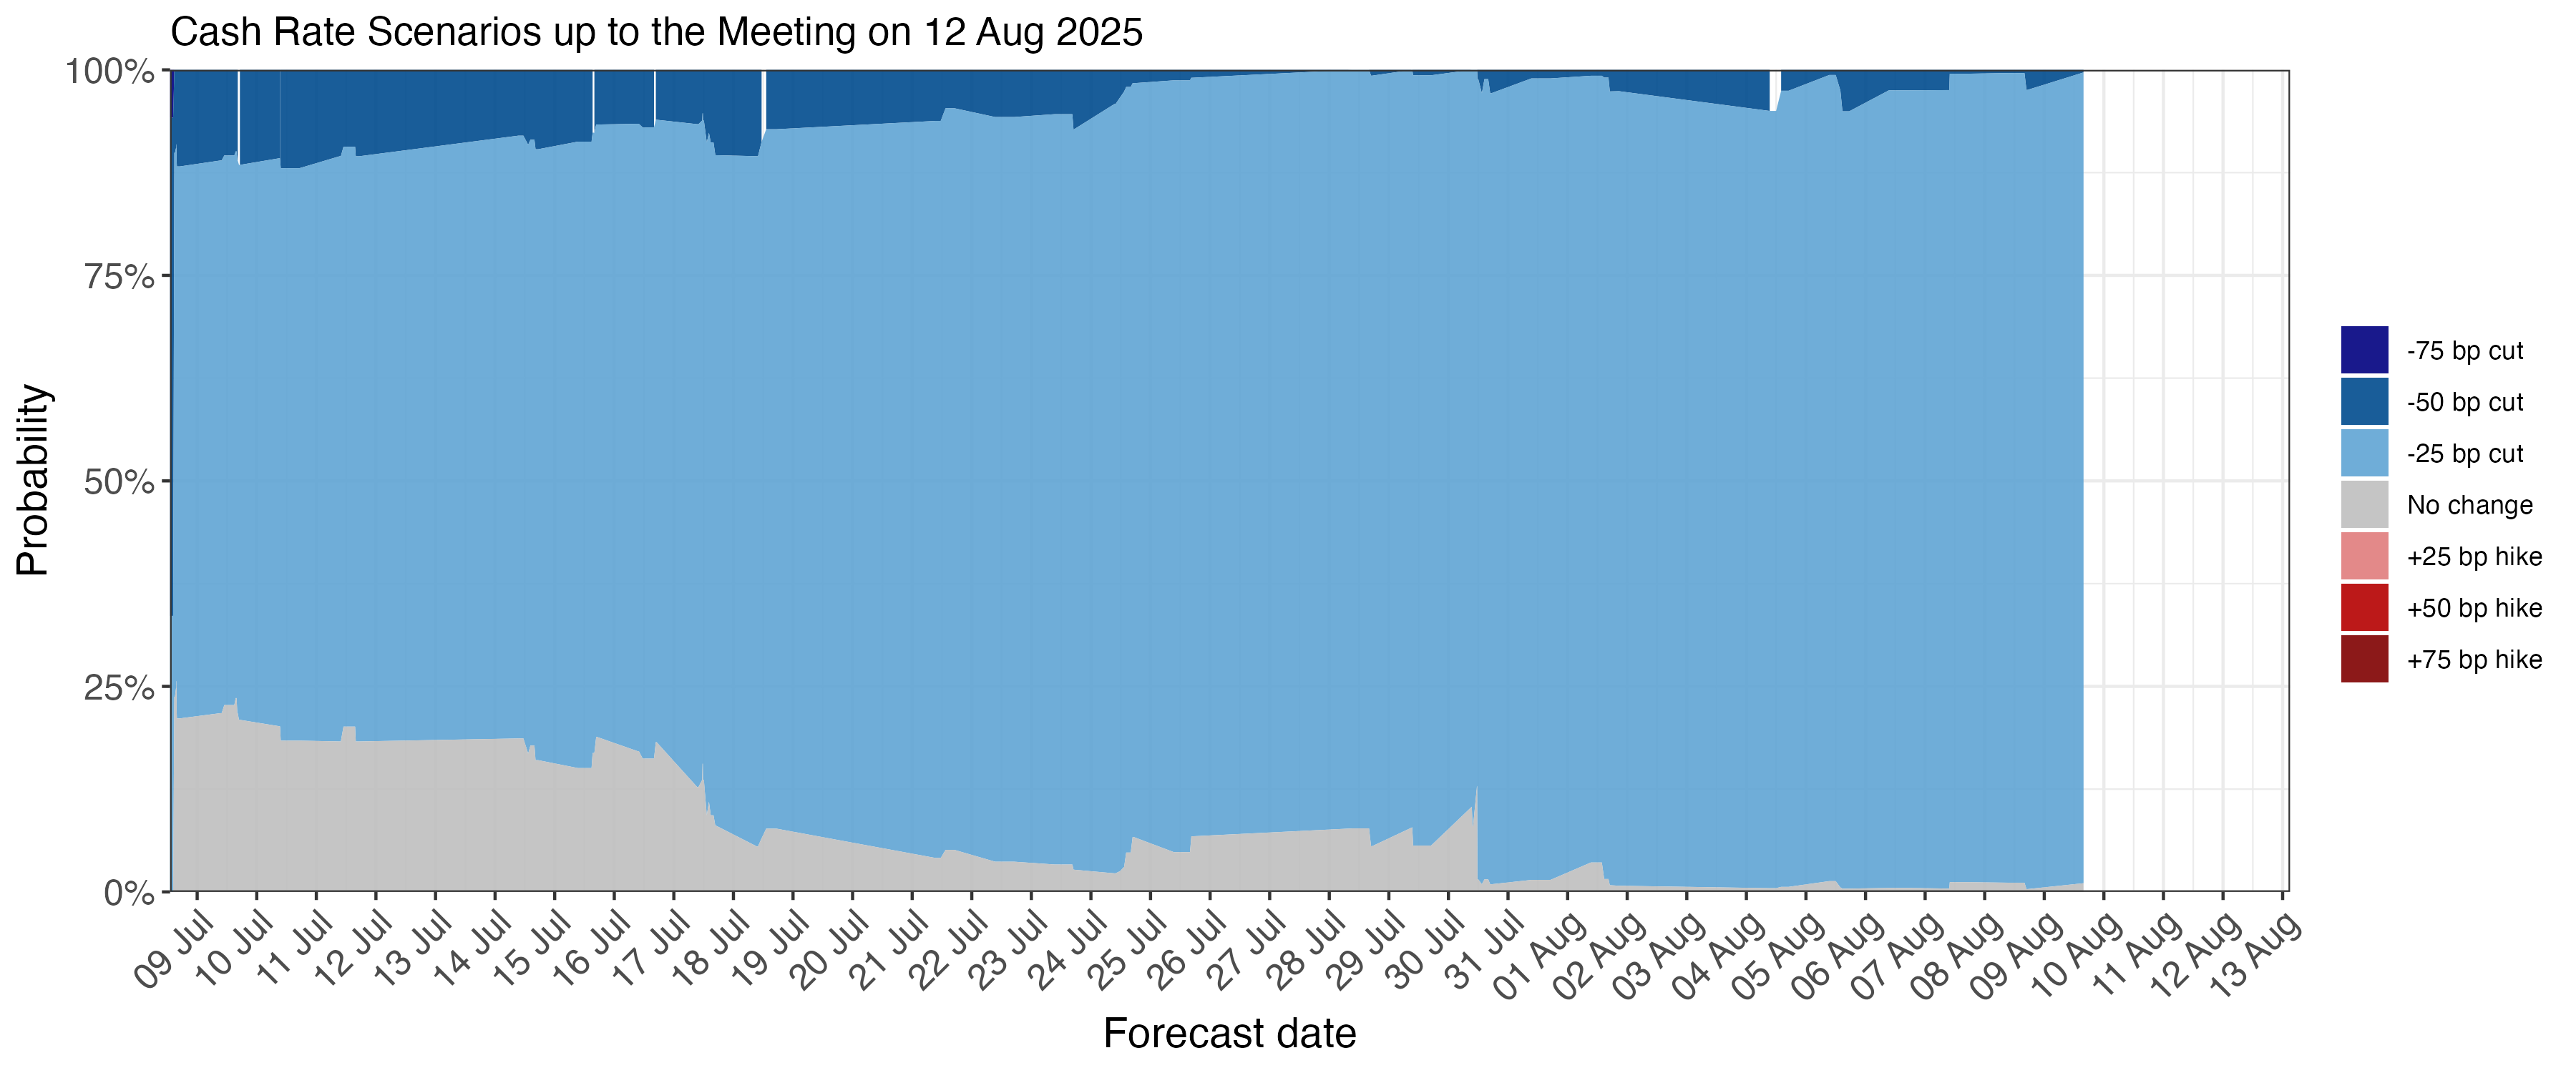 Cash Rate Scenarios up to the Meeting on 12 Aug 2025
100%
75%
50%
25%
0%
Probability
09 Jul
10 Jul
11 Jul
12 Jul
13 Jul
14 Jul
15 Jul
16 Jul
17 Jul
18 Jul
19 Jul
20 Jul
21 Jul
22 Jul
23 Jul
24 Jul
25 Jul
26 Jul
27 Jul
28 Jul
29 Jul
30 Jul
31 Jul
01 Aug
02 Aug
03 Aug
04 Aug
05 Aug
06 Aug
07 Aug
08 Aug
09 Aug
10 Aug
11 Aug
12 Aug
13 Aug
Forecast date
-75 bp cut
-50 bp cut
-25 bp cut
No change
+25 bp hike
+50 bp hike
+75 bp hike